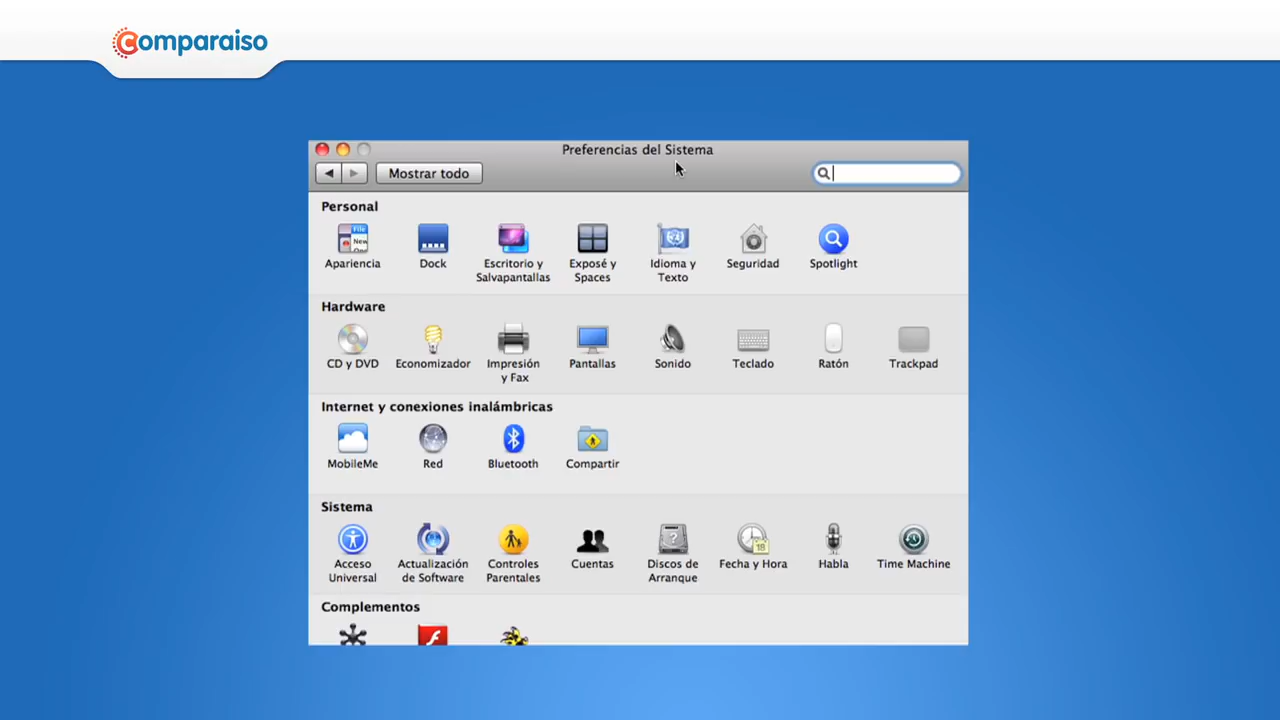 comparaiso
Preferencias del Sistema
Mostrar todo
Personal
Apariencia
Dock
Escritorio y
Salvapantallas
Exposé y
Spaces
Idioma y
Texto
Seguridad
Spotlight
Hardware
CD y DVD
Economizador
Impresión
y Fax
Pantallas
Sonido
Teclado
Ratón
Trackpad
Internet y conexiones inalámbricas
MobileMe
Red
Bluetooth
Compartir
Sistema
Acceso
Universal
Actualización
de Software
Controles
Parentales
Cuentas
Discos de
Arranque
Fecha y Hora
Habla
Time Machine
Complementos